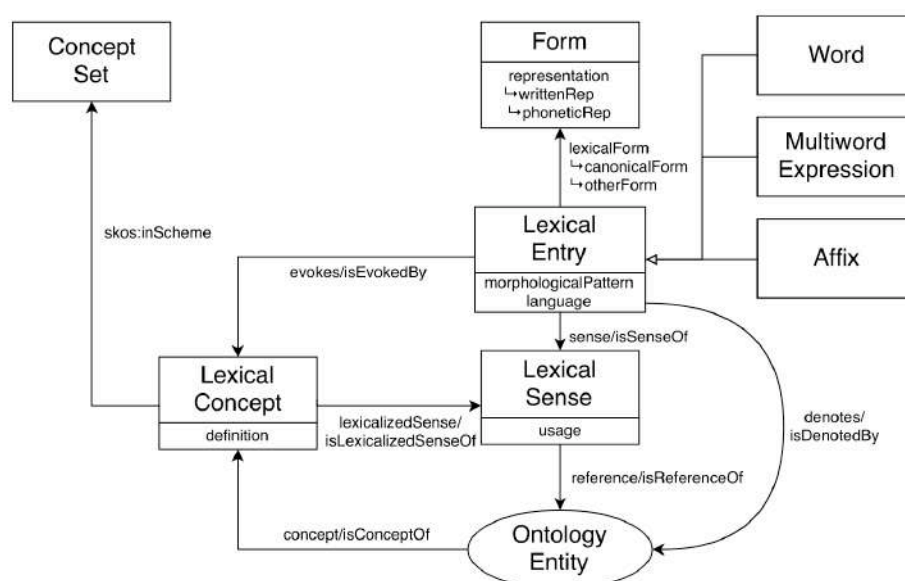 Concept
Set
Form
representation
↳writtenRep
↳phoneticRep
Word
Multiword
Expression
Affix
lexicalForm
↳canonicalForm
↳otherForm
skos:inScheme
Lexical
Entry
morphologicalPattern
language
evokes/isEvokedBy
sense/isSenseOf
Lexical
Concept
definition
lexicalizedSense/
isLexicalizedSenseOf
Lexical
Sense
usage
denotes/
isDenotedBy
reference/isReferenceOf
concept/isConceptOf
Ontology
Entity